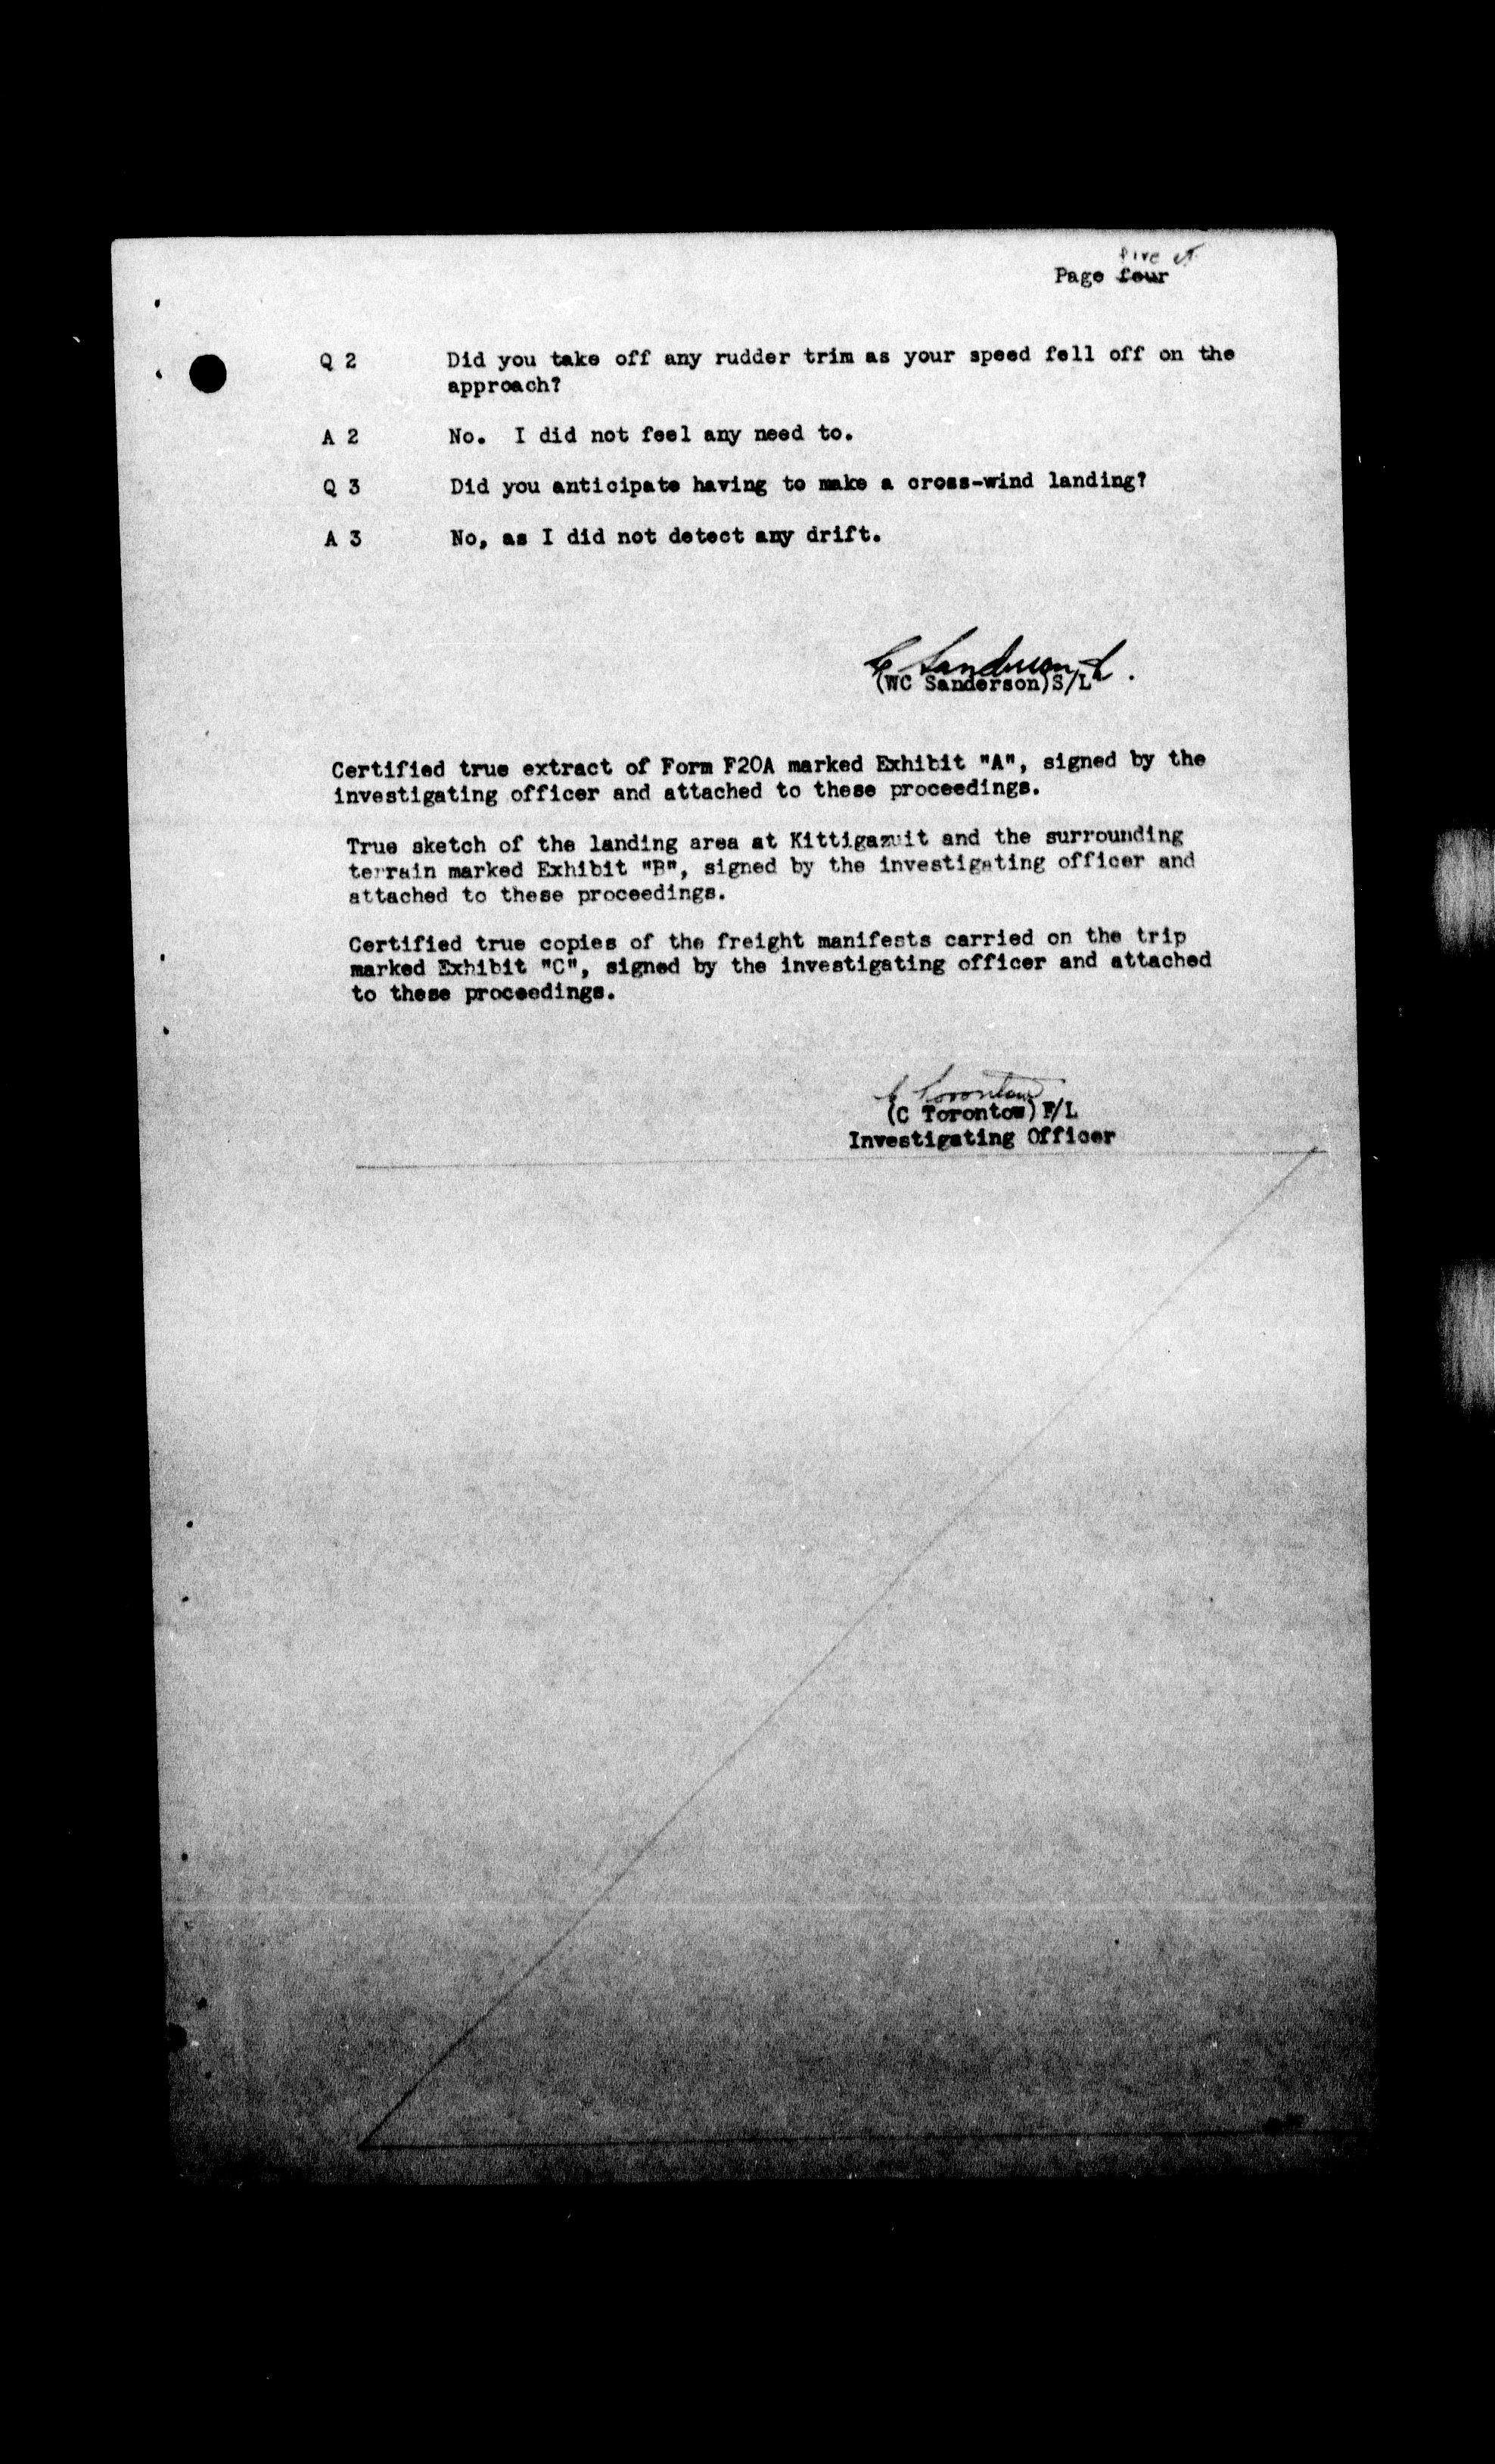 five CT
Page four
Q 2 Did you take off any rudder trim as your speed fell off on the
approach?
A 2 No. I did not feel any need to.
Q 3 Did you anticipate having to make a cross-wind landing?
A 3 No, as I did not detect any drift.
C Sanderson S/L.
(WC Sanderson)S/L
Certified true extract of Form F20A marked Exhibit "A", signed by the
investigating officer and attached to these proceedings.
True sketch of the landing area at Kittigazuit and the surrounding
terrain marked Exhibit "B", signed by the investigating officer and
attached to these proceedings.
Certified true copies of the freight manifests carried on the trip
marked Exhibit "C", signed by the investigating officer and attached
to these proceedings.
C Torontow
(C Torontow) F/L
Investigating Officer